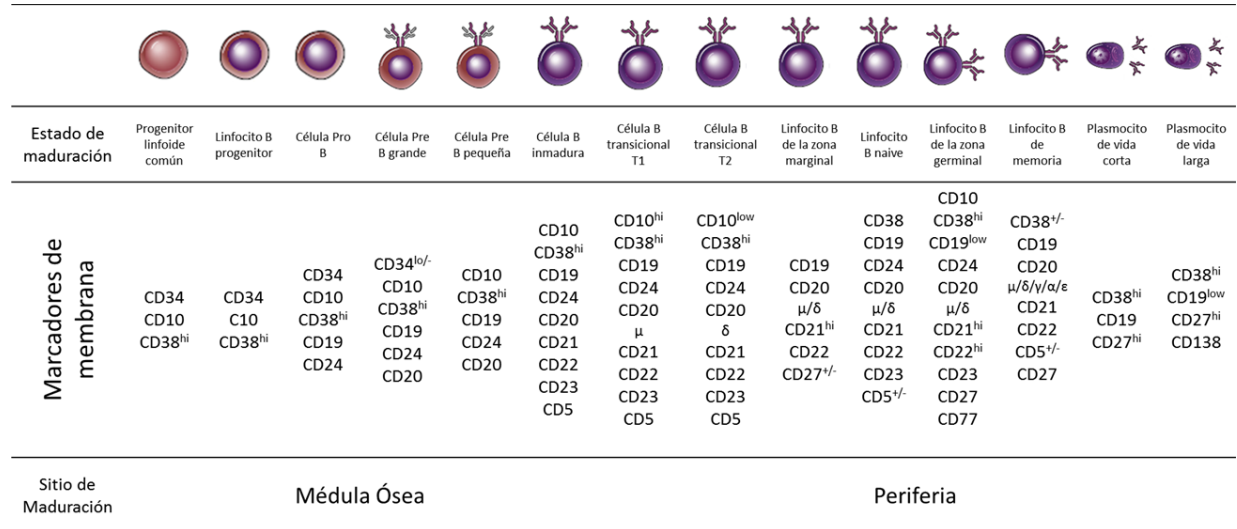 Estado de maduración
Progenitor linfoide común
Linfocito B progenitor
Célula Pro B
Célula Pre B grande
Célula Pre B pequeña
Célula B inmadura
Célula B transicional T1
Célula B transicional T2
Linfocito B de la zona marginal
Linfocito B naive
Linfocito B de la zona germinal
Linfocito B de memoria
Plasmocito de vida corta
Plasmocito de vida larga
Marcadores de membrana
CD34
CD10
CD38hi
CD34
C10
CD38hi
CD34
CD10
CD38hi
CD19
CD24
CD34lo/-
CD10
CD38hi
CD19
CD24
CD20
CD10
CD38hi
CD19
CD24
CD20
CD10
CD38hi
CD19
CD24
CD20
CD21
CD22
CD23
CD5
CD10hi
CD38hi
CD19
CD24
CD20
μ
CD21
CD22
CD23
CD5
CD10low
CD38hi
CD19
CD24
CD20
δ
CD21
CD22
CD23
CD5
CD19
CD20
μ/δ
CD21hi
CD22
CD27+/-
CD38
CD19
CD24
CD20
μ/δ
CD21
CD22
CD23
CD5+/-
CD10
CD38hi
CD19low
CD24
CD20
μ/δ
CD21hi
CD22hi
CD23
CD27
CD77
CD38+/-
CD19
CD20
μ/δ/γ/α/ε
CD21
CD22
CD5+/-
CD27
CD38hi
CD19
CD27hi
CD38hi
CD19low
CD27hi
CD138
Sitio de Maduración
Médula Ósea
Periferia